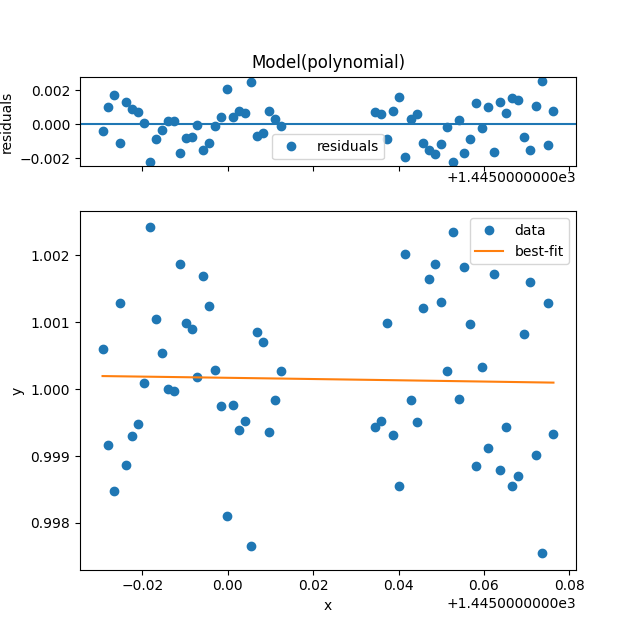 Model(polynomial)
residuals
0.002
0.000
−0.002
residuals
+1.4450000000e3
y
1.002
1.001
1.000
0.999
0.998
data
best-fit
−0.02
0.00
0.02
0.04
0.06
0.08
x
+1.4450000000e3